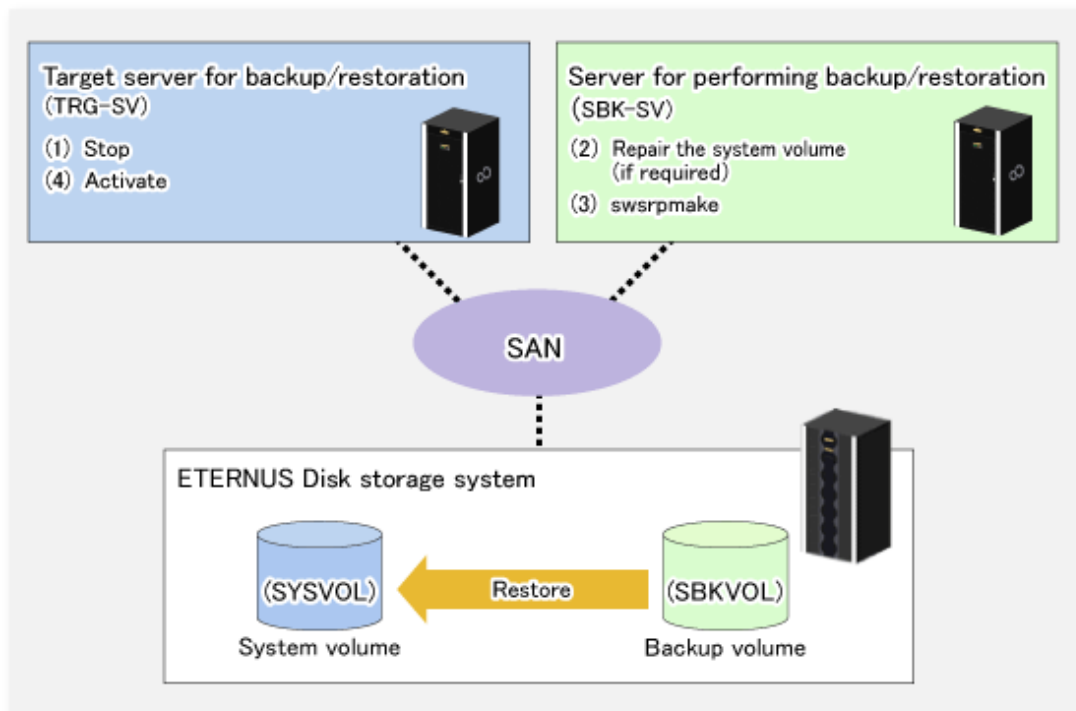 Target server for backup/restoration
(TRG-SV)
(1) Stop
(4) Activate
Server for performing backup/restoration
(SBK-SV)
(2) Repair the system volume
(if required)
(3) swsrpmake
SAN
ETERNUS Disk storage system
(SYSVOL)
Restore
(SBKVOL)
System volume
Backup volume